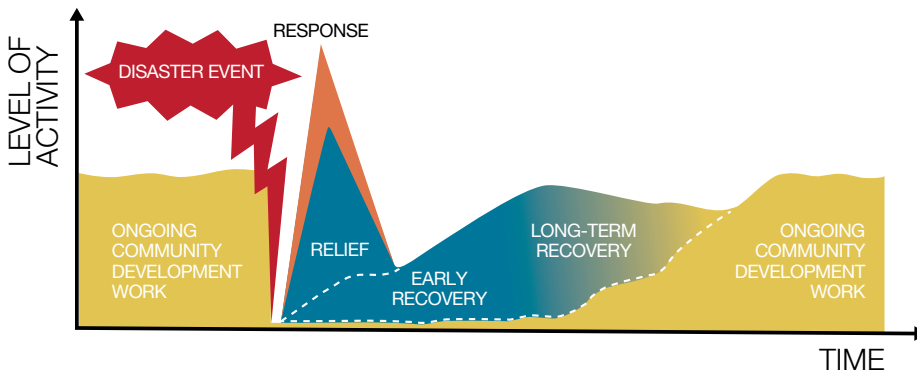 LEVEL OF
ACTIVITY
DISASTER EVENT
RESPONSE
ONGOING
COMMUNITY
DEVELOPMENT
WORK
RELIEF
EARLY
RECOVERY
LONG-TERM
RECOVERY
ONGOING
COMMUNITY
DEVELOPMENT
WORK
TIME